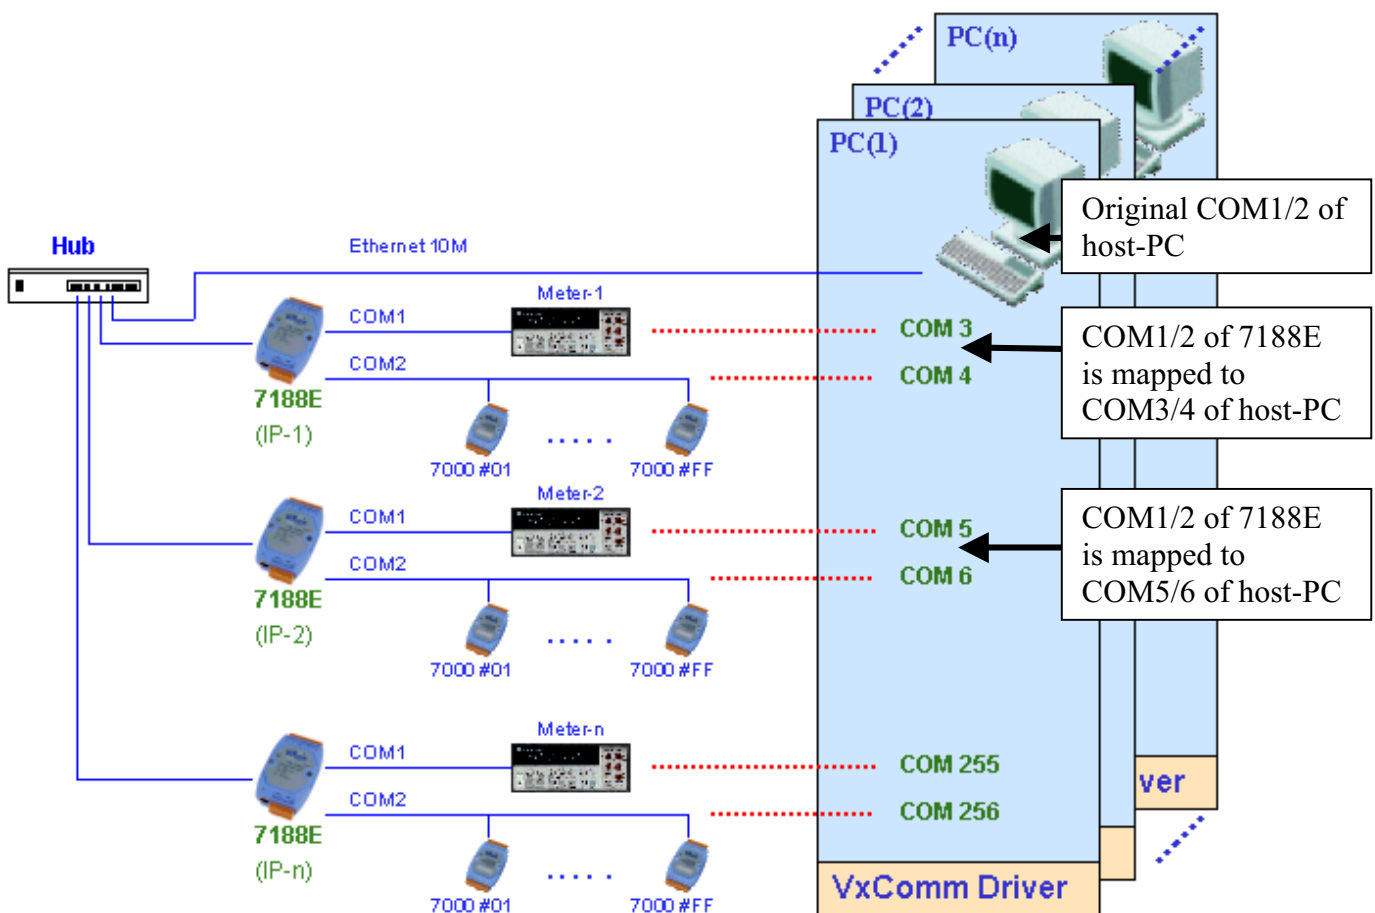 PC(n)
PC(2)
PC(1)
Original COM1/2 of
host-PC
Hub
Ethernet 10M
Meter-1
COM1
COM 3
COM1/2 of 7188E
is mapped to
COM3/4 of host-PC
COM2
COM 4
7188E
(IP-1)
.....
7000 #01
7000 #FF
Meter-2
COM1
COM 5
COM1/2 of 7188E
is mapped to
COM5/6 of host-PC
COM2
COM 6
7188E
(IP-2)
.....
7000 #01
7000 #FF
Meter-n
COM1
COM 255
ver
COM2
COM 256
7188E
(IP-n)
.....
7000 #01
7000 #FF
VxComm Driver